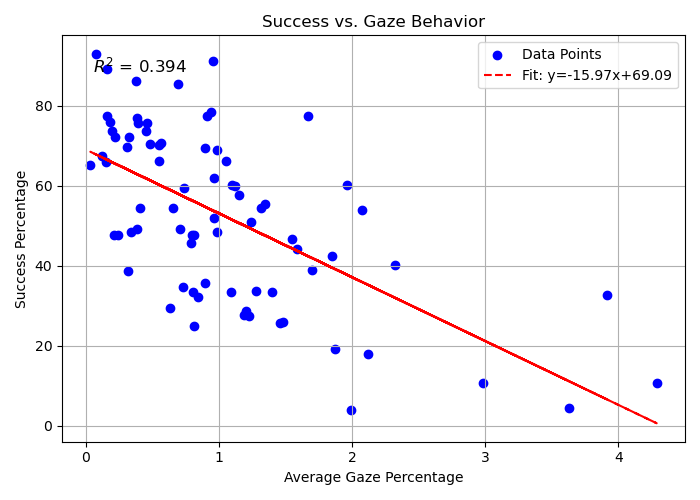 Success vs. Gaze Behavior
R² = 0.394
Data Points
Fit: y=-15.97x+69.09
Success Percentage
80
60
40
20
0
0 1 2 3 4
Average Gaze Percentage